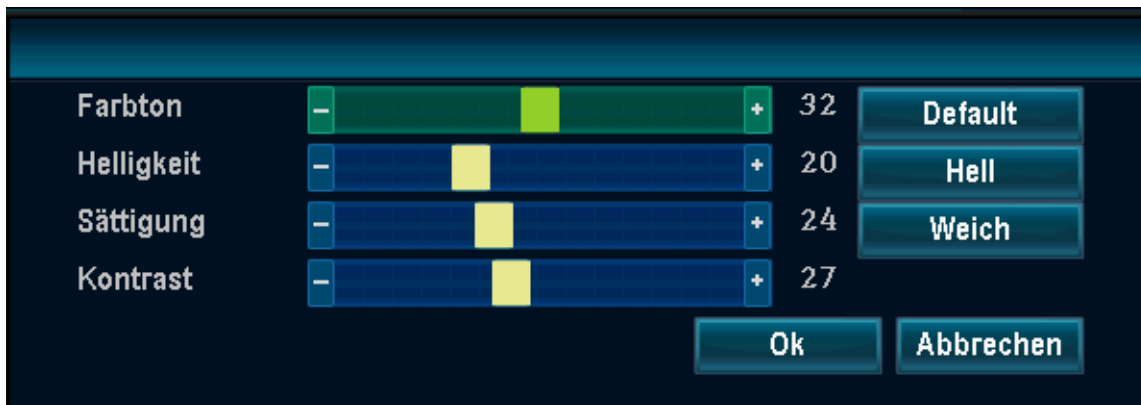 Farbton - + 32 Default
Helligkeit - + 20 Hell
Sättigung - + 24 Weich
Kontrast - + 27
Ok Abbrechen